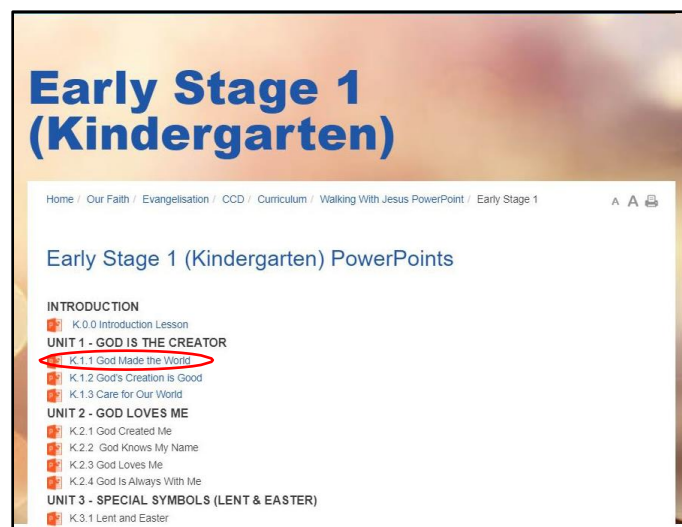 Early Stage 1
(Kindergarten)
Home / Our Faith / Evangelisation / CCD / Curriculum / Walking With Jesus PowerPoint / Early Stage 1 A A
Early Stage 1 (Kindergarten) PowerPoints
INTRODUCTION
K.0.0 Introduction Lesson
UNIT 1 - GOD IS THE CREATOR
K.1.1 God Made the World
K.1.2 God's Creation is Good
K.1.3 Care for Our World
UNIT 2 - GOD LOVES ME
K.2.1 God Created Me
K.2.2 God Knows My Name
K.2.3 God Loves Me
K.2.4 God Is Always With Me
UNIT 3 - SPECIAL SYMBOLS (LENT & EASTER)
K.3.1 Lent and Easter